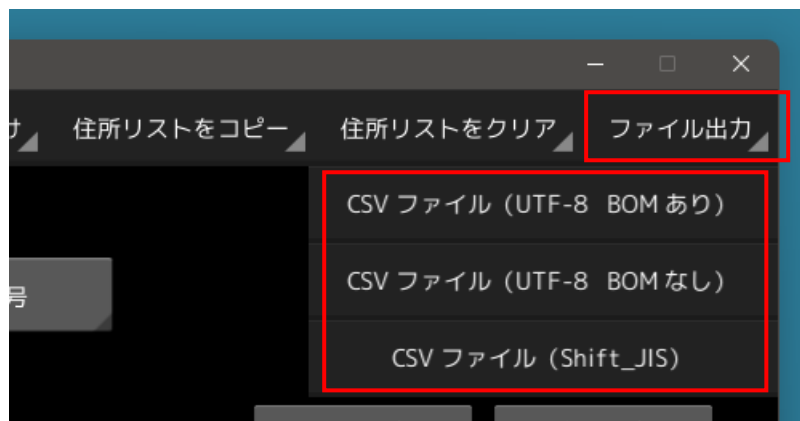 け 住所リストをコピー 住所リストをクリア ファイル出力
CSV ファイル（UTF-8 BOM あり）
号
CSV ファイル（UTF-8 BOM なし）
CSV ファイル（Shift_JIS）